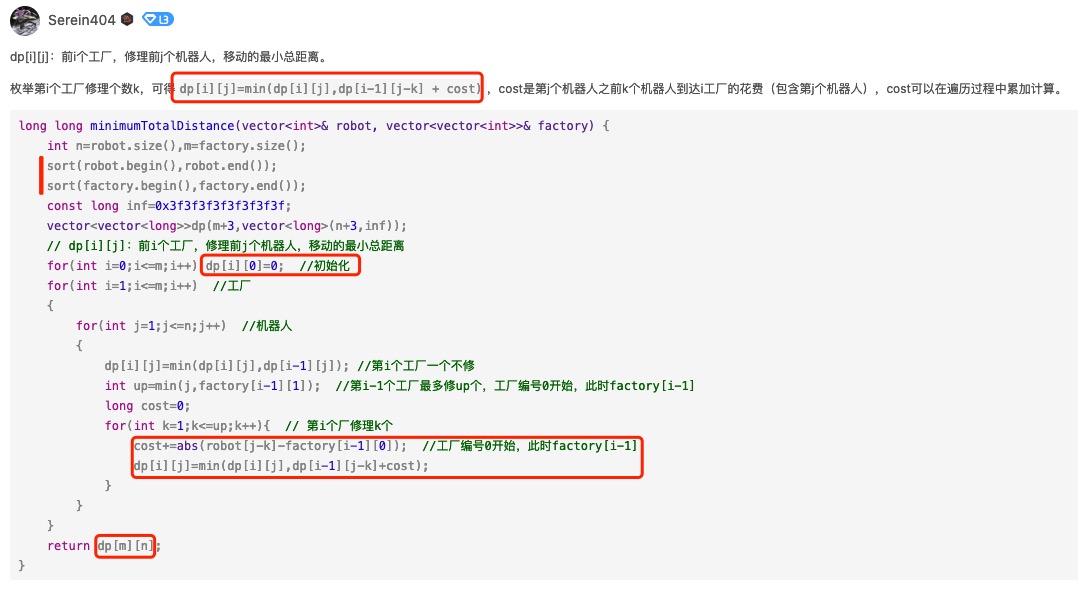 Serein404 L3
dp[i][j]：前i个工厂，修理前j个机器人，移动的最小总距离。
枚举第i个工厂修理个数k，可得 dp[i][j]=min(dp[i][j],dp[i-1][j-k] + cost) ，cost是第j个机器人之前k个机器人到达i工厂的花费（包含第j个机器人），cost可以在遍历过程中累加计算。
long long minimumTotalDistance(vector<int>& robot, vector<vector<int>>& factory) {
    int n=robot.size(),m=factory.size();
    sort(robot.begin(),robot.end());
    sort(factory.begin(),factory.end());
    const long inf=0x3f3f3f3f3f3f3f3f;
    vector<vector<long>>dp(m+3,vector<long>(n+3,inf));
    // dp[i][j]：前i个工厂，修理前j个机器人，移动的最小总距离
    for(int i=0;i<=m;i++) dp[i][0]=0;  //初始化
    for(int i=1;i<=m;i++)  //工厂
    {
        for(int j=1;j<=n;j++)  //机器人
        {
            dp[i][j]=min(dp[i][j],dp[i-1][j]); //第i个工厂一个不修
            int up=min(j,factory[i-1][1]);  //第i-1个工厂最多修up个，工厂编号0开始，此时factory[i-1]
            long cost=0;
            for(int k=1;k<=up;k++){  // 第i个厂修理k个
                cost+=abs(robot[j-k]-factory[i-1][0]);  //工厂编号0开始，此时factory[i-1]
                dp[i][j]=min(dp[i][j],dp[i-1][j-k]+cost);
            }
        }
    }
    return dp[m][n];
}